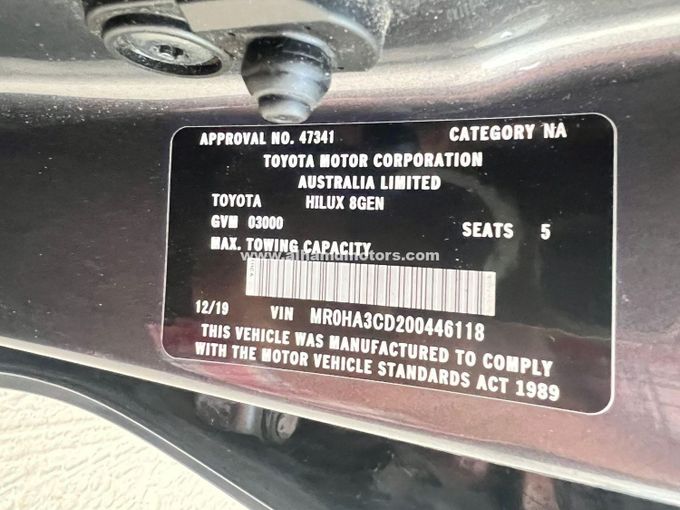 APPROVAL NO. 47341 CATEGORY NA
TOYOTA MOTOR CORPORATION
AUSTRALIA LIMITED
TOYOTA HILUX 8GEN
GVM 03000 SEATS 5
MAX. TOWING CAPACITY
www.alhamdmotors.com
12/19 VIN MR0HA3CD200446118
THIS VEHICLE WAS MANUFACTURED TO COMPLY
WITH THE MOTOR VEHICLE STANDARDS ACT 1989